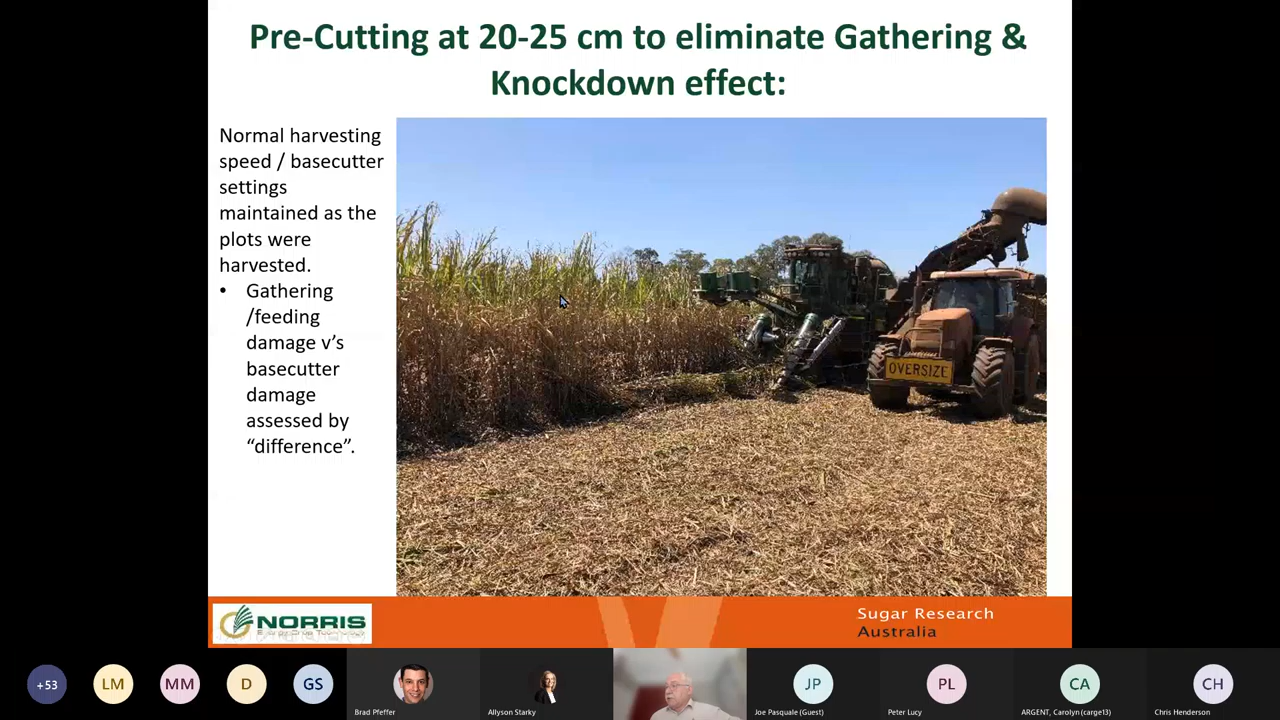 Pre-Cutting at 20-25 cm to eliminate Gathering &
Knockdown effect:
Normal harvesting
speed / basecutter
settings
maintained as the
plots were
harvested.
• Gathering
/feeding
damage v's
basecutter
damage
assessed by
“difference”.
OVERSIZE
NORRIS
Energy Crop Technology
Sugar Research
Australia
+53
LM
MM
D
GS
Brad Pfeffer
Allyson Starky
JP
Joe Pasquale (Guest)
PL
Peter Lucy
CA
ARGENT, Carolyn (carge13)
CH
Chris Henderson